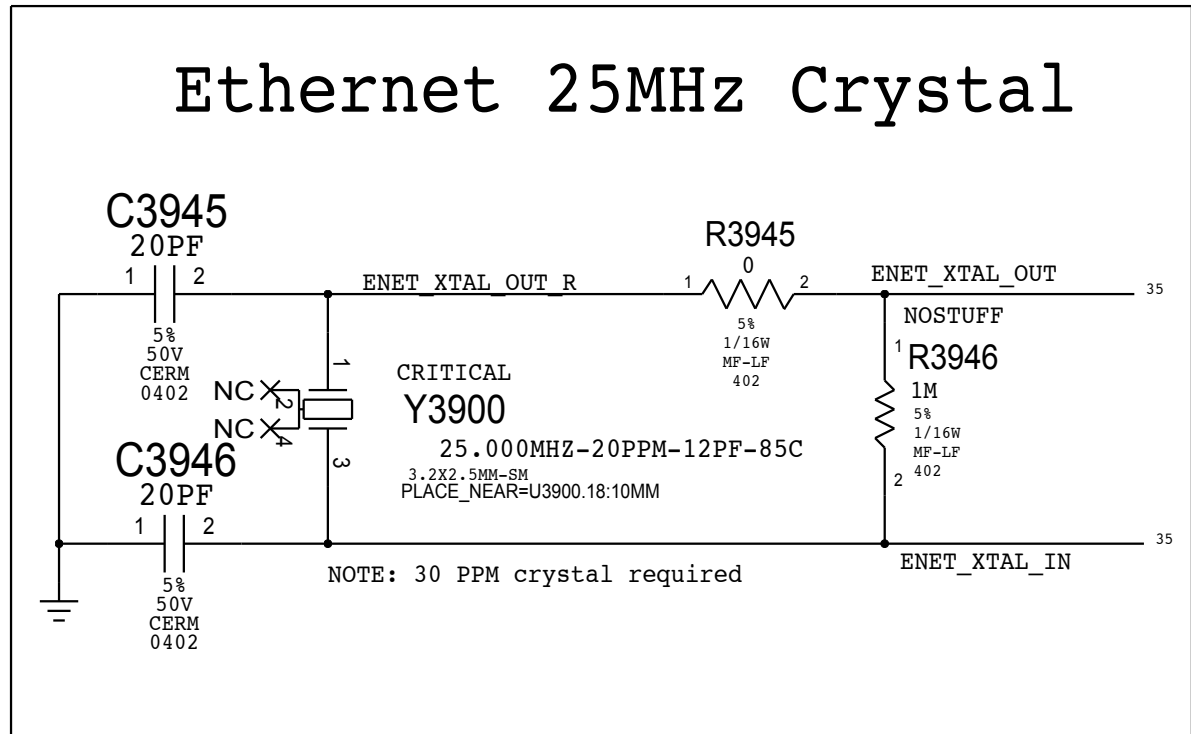 Ethernet 25MHz Crystal
C3945
20PF
1 2
5%
50V
CERM
0402
ENET_XTAL_OUT_R
R3945
0
1 2
5%
1/16W
MF-LF
402
ENET_XTAL_OUT
35
NOSTUFF
1
R3946
1M
5%
1/16W
MF-LF
402
2
1
NC
2
NC
4
3
CRITICAL
Y3900
25.000MHZ-20PPM-12PF-85C
3.2X2.5MM-SM
PLACE_NEAR=U3900.18:10MM
C3946
20PF
1 2
5%
50V
CERM
0402
35
ENET_XTAL_IN
NOTE: 30 PPM crystal required